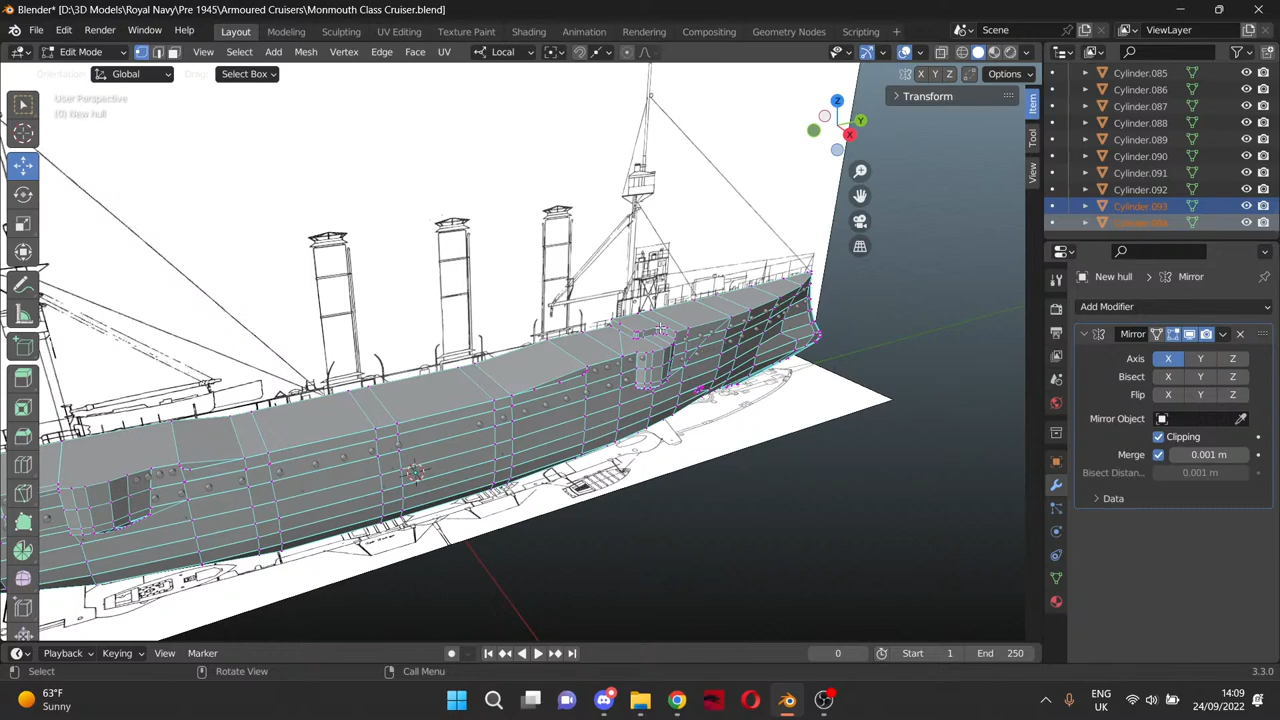 Blender* [D:\3D Models\Royal Navy\Pre 1945\Armoured Cruisers\Monmouth Class Cruiser.blend]
File Edit Render Window Help Layout Modeling Sculpting UV Editing Texture Paint Shading Animation Rendering Compositing Geometry Nodes Scripting Scene ViewLayer
Edit Mode View Select Add Mesh Vertex Edge Face UV Local
Orientation: Global Drag: Select Box X Y Z Options
User Perspective
(0) New hull
Transform
Item
Tool
View
Z
Y
X
Cylinder.085
Cylinder.086
Cylinder.087
Cylinder.088
Cylinder.089
Cylinder.090
Cylinder.091
Cylinder.092
Cylinder.093
New hull Mirror
Add Modifier
Mirror
Axis X Y Z
Bisect X Y Z
Flip X Y Z
Mirror Object
Clipping
Merge 0.001 m
Bisect Distan.. 0.001 m
Data
Playback Keying View Marker 0 Start 1 End 250
Select Rotate View Call Menu 3.3.0
63°F
Sunny
ENG
UK
14:09
24/09/2022